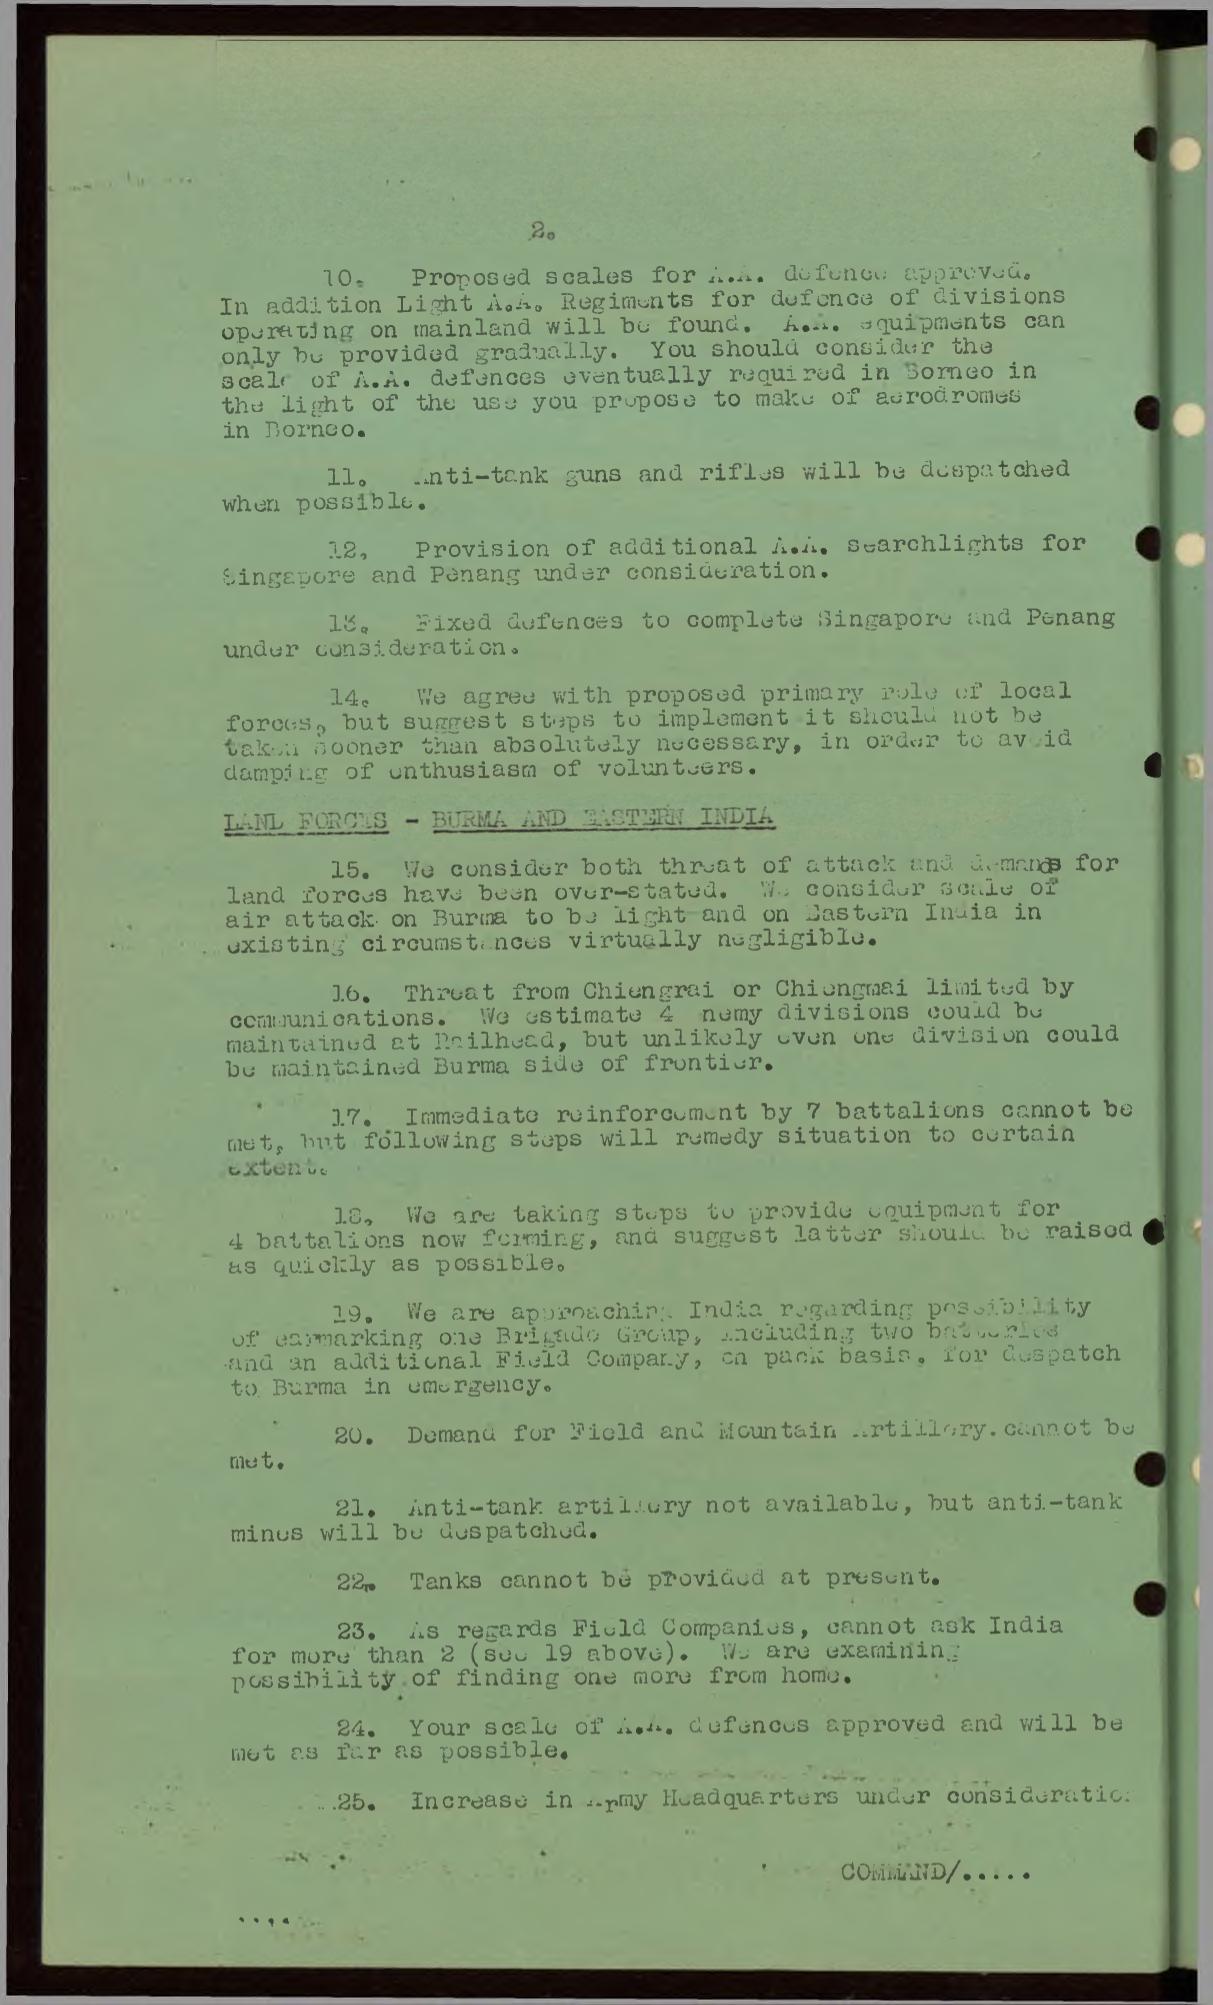 2.
10. Proposed scales for A.A. defence approved.
In addition Light A.A. Regiments for defence of divisions
operating on mainland will be found. A.A. equipments can
only be provided gradually. You should consider the
scale of A.A. defences eventually required in Borneo in
the light of the use you propose to make of aerodromes
in Borneo.
11. Anti-tank guns and rifles will be despatched
when possible.
12. Provision of additional A.A. searchlights for
Singapore and Penang under consideration.
13. Fixed defences to complete Singapore and Penang
under consideration.
14. We agree with proposed primary role of local
forces, but suggest steps to implement it should not be
taken sooner than absolutely necessary, in order to avoid
damping of enthusiasm of volunteers.
LAND FORCES - BURMA AND EASTERN INDIA
15. We consider both threat of attack and demands for
land forces have been over-stated. We consider scale of
air attack on Burma to be light and on Eastern India in
existing circumstances virtually negligible.
16. Threat from Chiengrai or Chiengmai limited by
communications. We estimate 4 enemy divisions could be
maintained at Railhead, but unlikely even one division could
be maintained Burma side of frontier.
17. Immediate reinforcement by 7 battalions cannot be
met, but following steps will remedy situation to certain
extent.
18. We are taking steps to provide equipment for
4 battalions now forming, and suggest latter should be raised
as quickly as possible.
19. We are approaching India regarding possibility
of earmarking one Brigade Group, including two batteries
and an additional Field Company, on pack basis, for despatch
to Burma in emergency.
20. Demand for Field and Mountain Artillery cannot be
met.
21. Anti-tank artillery not available, but anti-tank
mines will be despatched.
22. Tanks cannot be provided at present.
23. As regards Field Companies, cannot ask India
for more than 2 (see 19 above). We are examining
possibility of finding one more from home.
24. Your scale of A.A. defences approved and will be
met as far as possible.
25. Increase in Army Headquarters under consideratio
COMMAND/.....